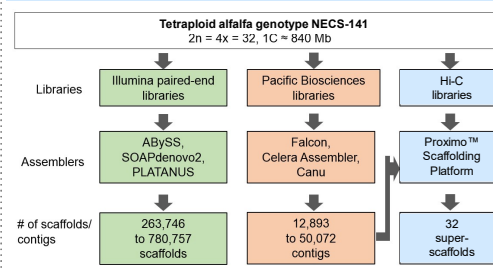 Tetraploid alfalfa genotype NECS-141
2n = 4x = 32, 1C ≈ 840 Mb
Libraries
Illumina paired-end
libraries
Pacific Biosciences
libraries
Hi-C
libraries
Assemblers
ABySS,
SOAPdenovo2,
PLATANUS
Falcon,
Celera Assembler,
Canu
Proximo™
Scaffolding
Platform
# of scaffolds/
contigs
263,746
to 780,757
scaffolds
12,893
to 50,072
contigs
32
super-
scaffolds